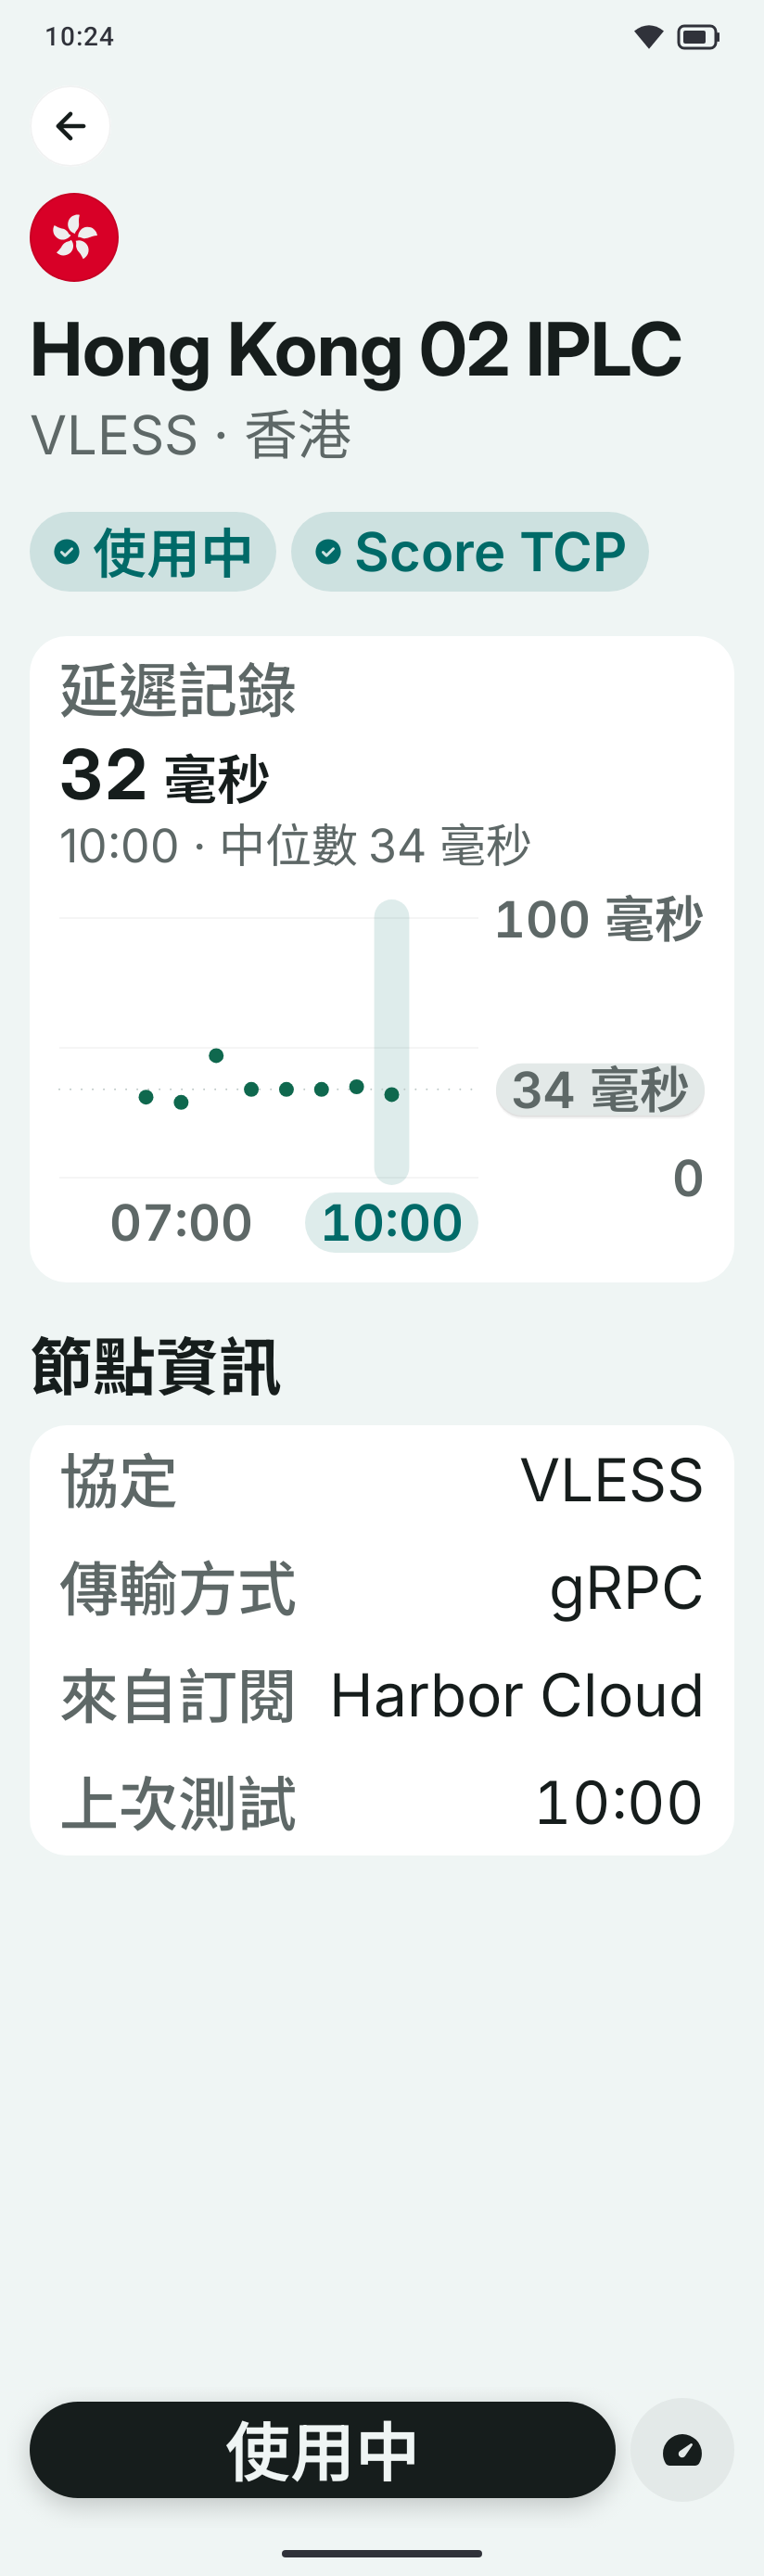 10:24
Hong Kong 02 IPLC
VLESS · 香港
使用中
Score TCP
延遲記錄
32 毫秒
10:00 · 中位數 34 毫秒
100 毫秒
34 毫秒
0
07:00
10:00
節點資訊
協定 VLESS
傳輸方式 gRPC
來自訂閱 Harbor Cloud
上次測試 10:00
使用中